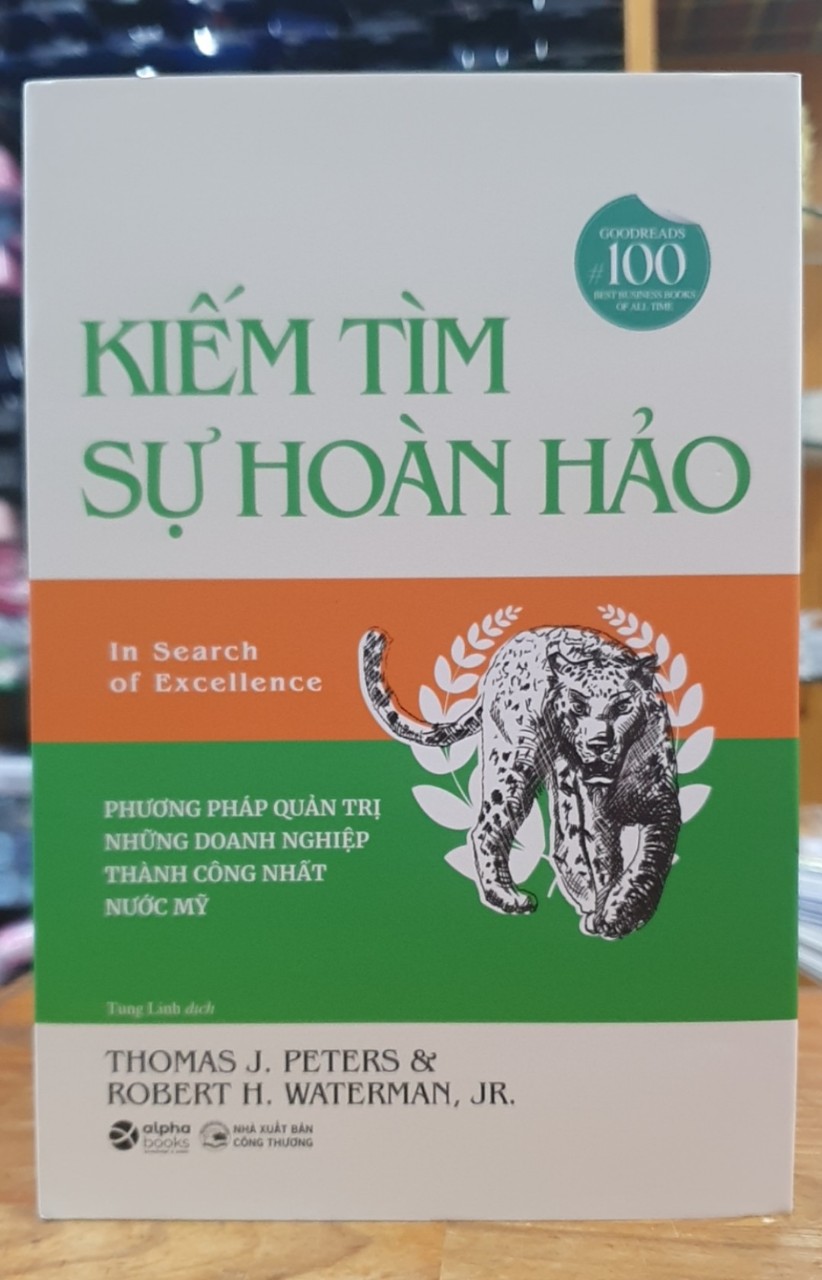 GOODREADS
#100
BEST BUSINESS BOOKS
OF ALL TIME
KIẾM TÌM
SỰ HOÀN HẢO
In Search
of Excellence
PHƯƠNG PHÁP QUẢN TRỊ
NHỮNG DOANH NGHIỆP
THÀNH CÔNG NHẤT
NƯỚC MỸ
Tùng Linh dịch
THOMAS J. PETERS &
ROBERT H. WATERMAN, JR.
alpha
books
NHÀ XUẤT BẢN
CÔNG THƯƠNG